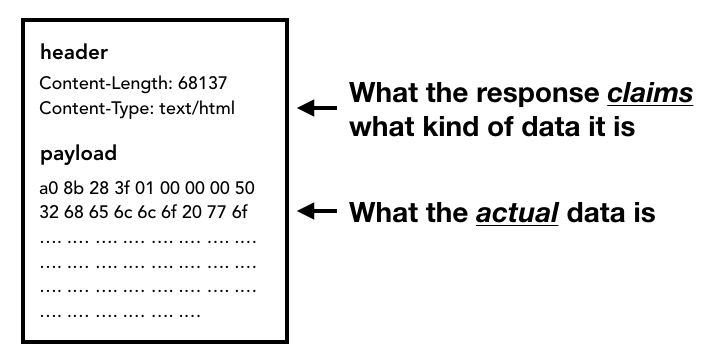 header
Content-Length: 68137
Content-Type: text/html
What the response claims
what kind of data it is
payload
a0 8b 28 3f 01 00 00 00 50
32 68 65 6c 6c 6f 20 77 6f
What the actual data is
.... .... .... .... .... .... .... ....
.... .... .... .... .... .... .... ....
.... .... .... .... .... .... .... ....
.... .... .... .... .... ....